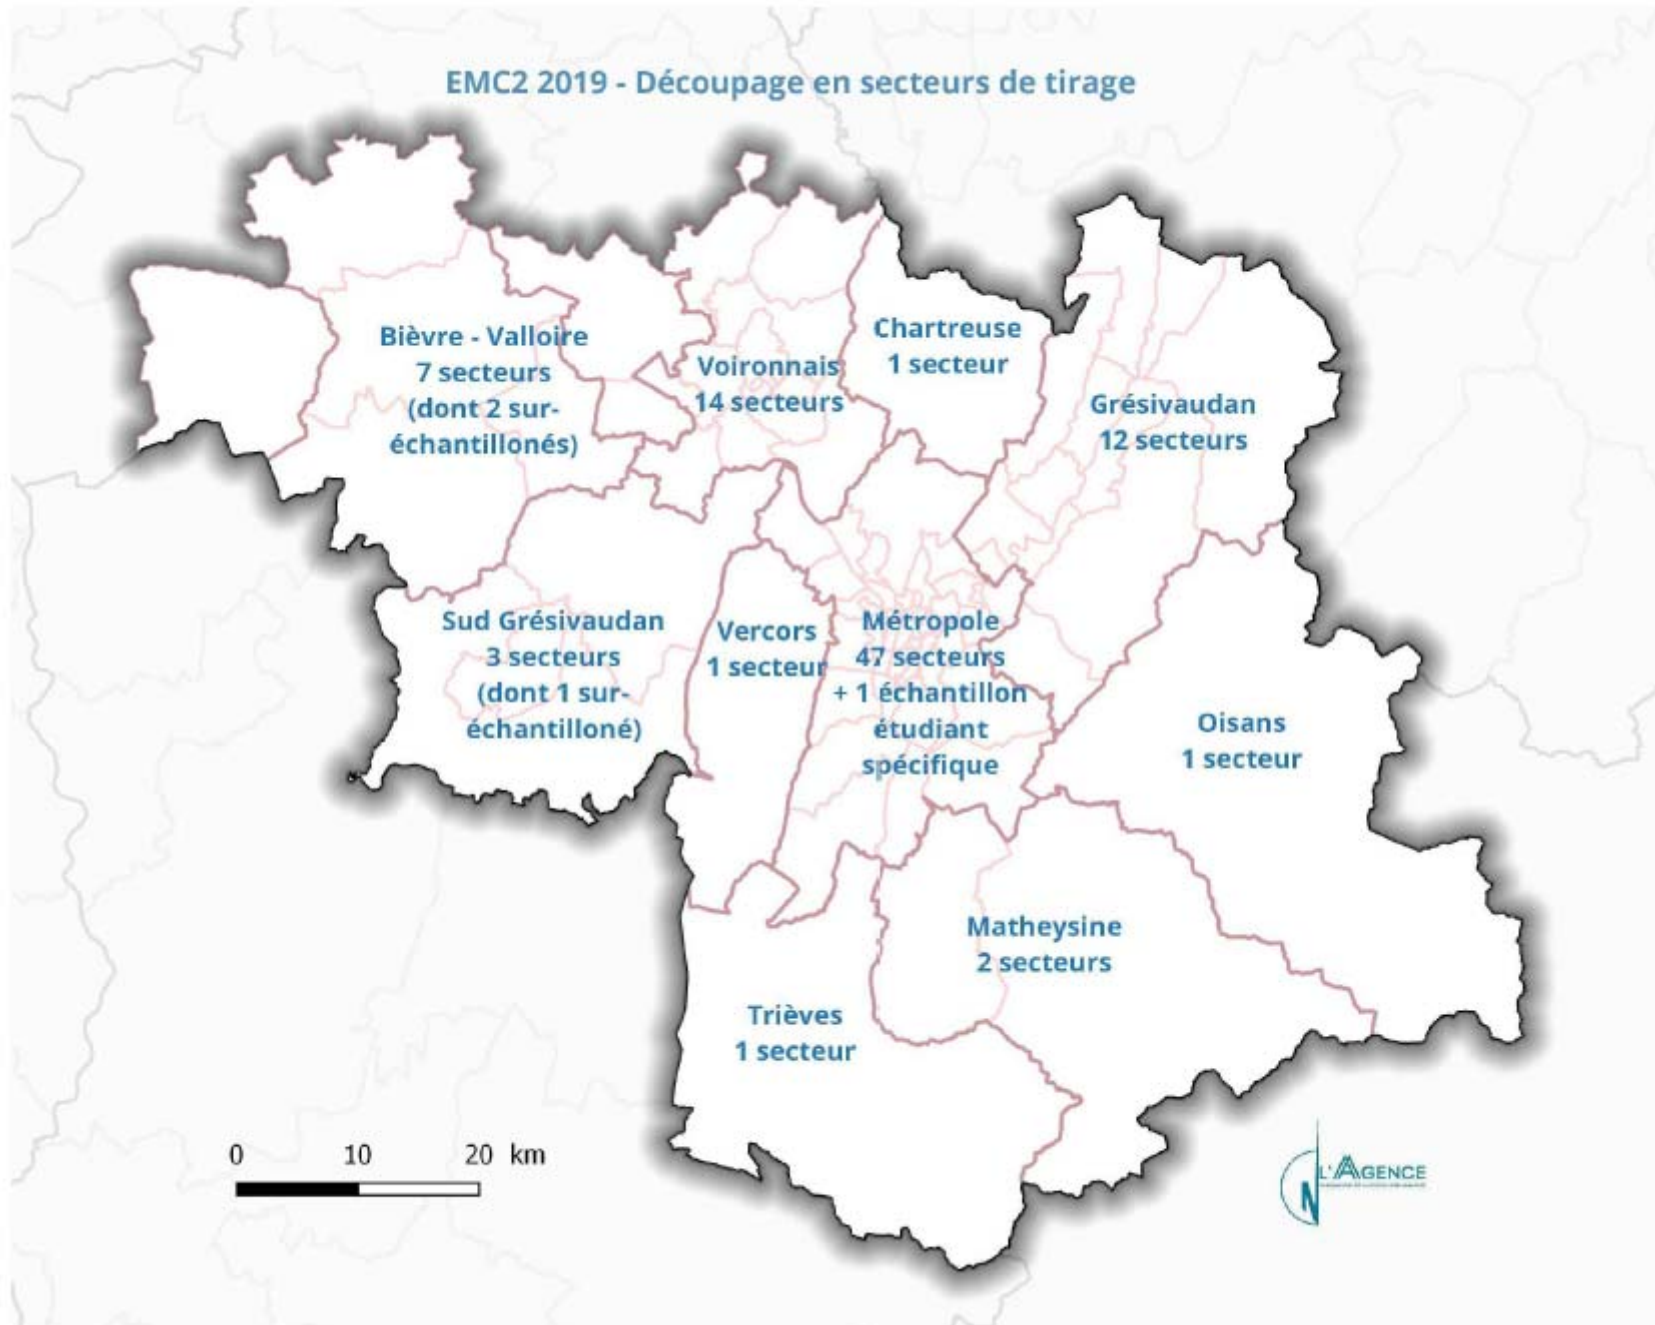 EMC2 2019 - Découpage en secteurs de tirage
Bièvre - Valloire
7 secteurs
(dont 2 sur-
échantillonés)
Voironnais
14 secteurs
Chartreuse
1 secteur
Grésivaudan
12 secteurs
Sud Grésivaudan
3 secteurs
(dont 1 sur-
échantilloné)
Vercors
1 secteur
Métropole
47 secteurs
+ 1 échantillon
étudiant
spécifique
Oisans
1 secteur
Matheysine
2 secteurs
Trièves
1 secteur
0 10 20 km
L'AGENCE
N